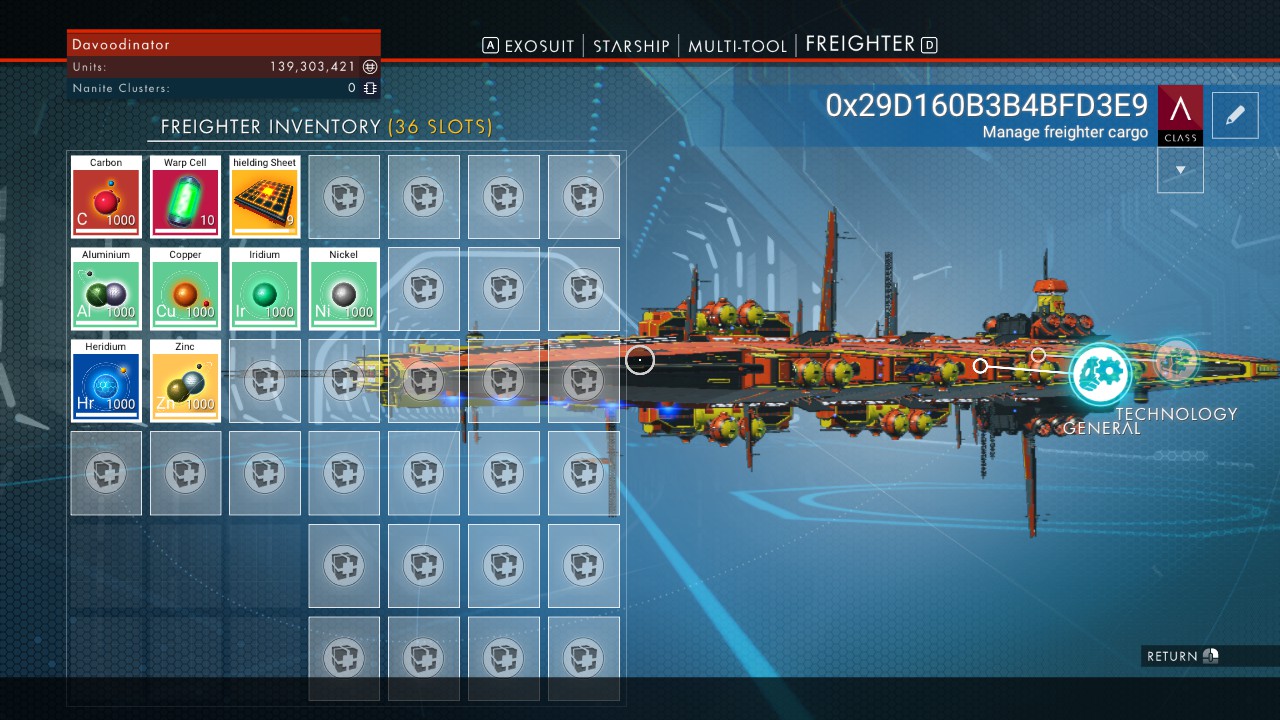 Davoodinator
Units: 139,303,421
Nanite Clusters: 0
A EXOSUIT STARSHIP MULTI-TOOL FREIGHTER D
0x29D160B3B4BFD3E9
Manage freighter cargo
CLASS
FREIGHTER INVENTORY (36 SLOTS)
Carbon Warp Cell hielding Sheet
C 1000 10 9
Aluminium Copper Iridium Nickel
Al 1000 Cu 1000 Ir 1000 Ni 1000
Heridium Zinc
Hr 1000 Zn 1000
TECHNOLOGY
GENERAL
RETURN